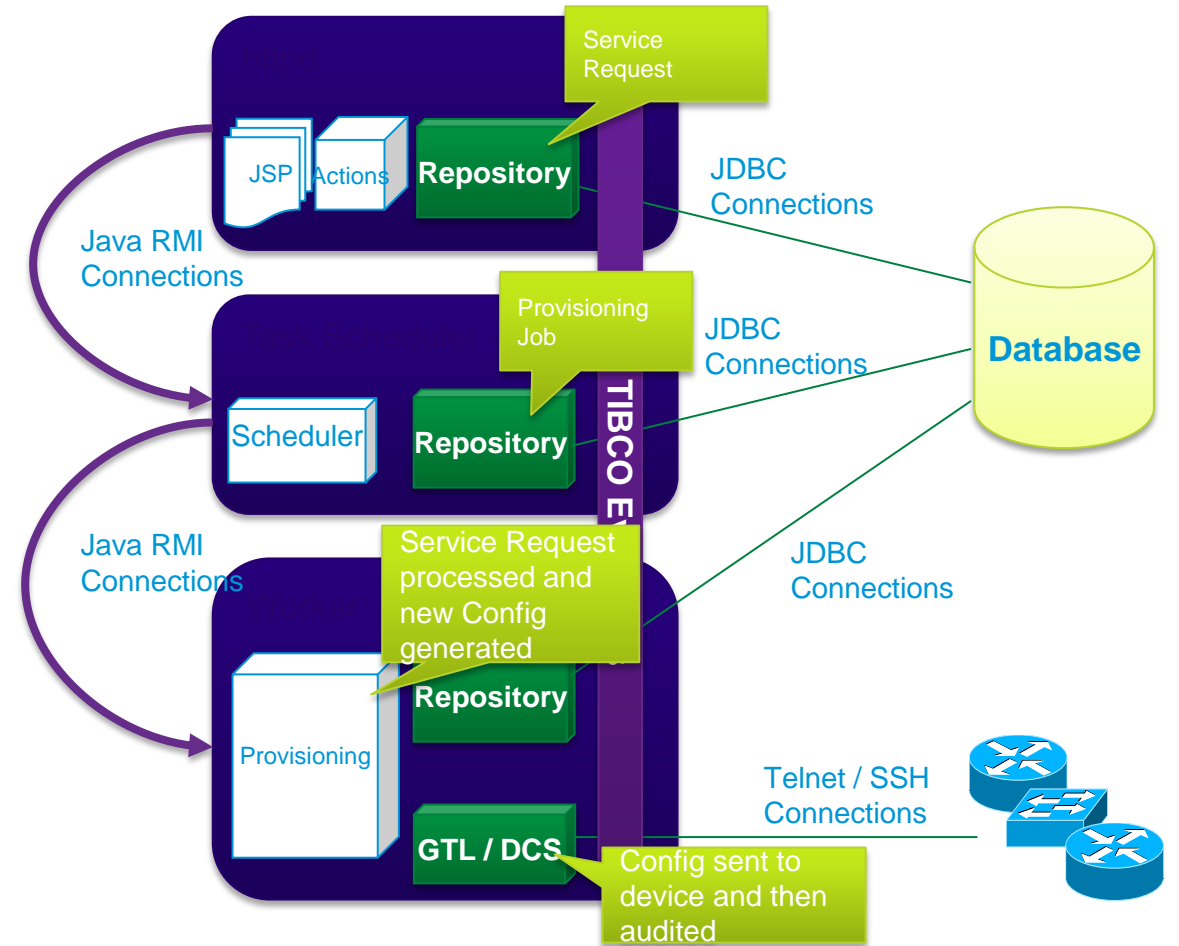 Service
Request
JSP
Actions
Repository
JDBC
Connections
Java RMI
Connections
Provisioning
Job
JDBC
Connections
Database
TIBCO
Scheduler
Repository
Java RMI
Connections
Service Request
processed and
new Config
generated
JDBC
Connections
Repository
Provisioning
Telnet / SSH
Connections
GTL / DCS
Config sent to
device and then
audited